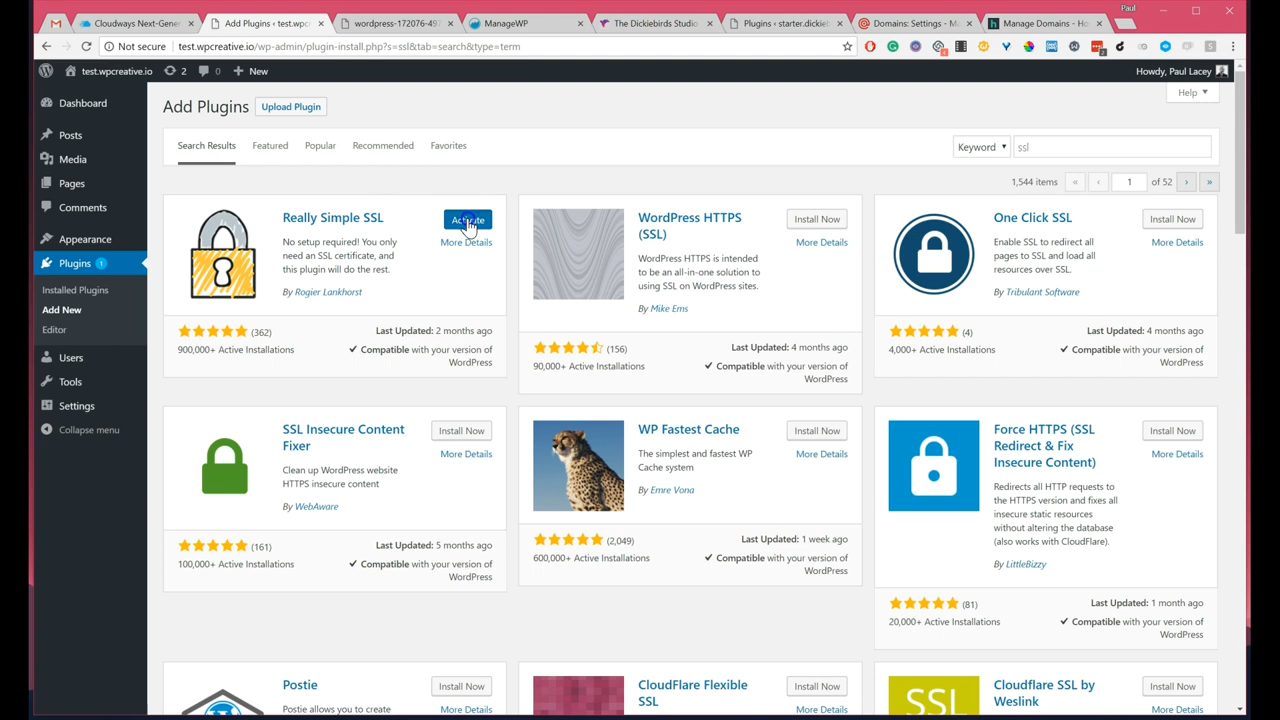 Paul
Cloudways Next-Gene
Add Plugins ‹ test.wpcre
wordpress-172076-497
ManageWP
The Dickiebirds Studio
Plugins ‹ starter.dickieb
Domains: Settings - Ma
Manage Domains - Ho
Not secure test.wpcreative.io/wp-admin/plugin-install.php?s=ssl&tab=search&type=term
test.wpcreative.io 2 0 New
Howdy, Paul Lacey
Dashboard
Posts
Media
Pages
Comments
Appearance
Plugins 1
Installed Plugins
Add New
Editor
Users
Tools
Settings
Collapse menu
Add Plugins Upload Plugin
Help
Search Results Featured Popular Recommended Favorites
Keyword ssl
1,544 items « ‹ 1 of 52 › »
Really Simple SSL
More Details
No setup required! You only
need an SSL certificate, and
this plugin will do the rest.
By Rogier Lankhorst
(362)
900,000+ Active Installations
Last Updated: 2 months ago
Compatible with your version of
WordPress
WordPress HTTPS
(SSL)
Install Now
More Details
WordPress HTTPS is intended
to be an all-in-one solution to
using SSL on WordPress sites.
By Mike Ems
(156)
90,000+ Active Installations
Last Updated: 4 months ago
Compatible with your version of
WordPress
One Click SSL
Install Now
More Details
Enable SSL to redirect all
pages to SSL and load all
resources over SSL.
By Tribulant Software
(4)
4,000+ Active Installations
Last Updated: 4 months ago
Compatible with your version of
WordPress
SSL Insecure Content
Fixer
Install Now
More Details
Clean up WordPress website
HTTPS insecure content
By WebAware
(161)
100,000+ Active Installations
Last Updated: 5 months ago
Compatible with your version of
WordPress
WP Fastest Cache
Install Now
More Details
The simplest and fastest WP
Cache system
By Emre Vona
(2,049)
600,000+ Active Installations
Last Updated: 1 week ago
Compatible with your version of
WordPress
Force HTTPS (SSL
Redirect & Fix
Insecure Content)
Install Now
More Details
Redirects all HTTP requests to
the HTTPS version and fixes all
insecure static resources
without altering the database
(also works with CloudFlare).
By LittleBizzy
(81)
20,000+ Active Installations
Last Updated: 1 month ago
Compatible with your version of
WordPress
Postie
Install Now
More Details
Postie allows you to create
CloudFlare Flexible
SSL
Install Now
More Details
SSL
Cloudflare SSL by
Weslink
Install Now
More Details